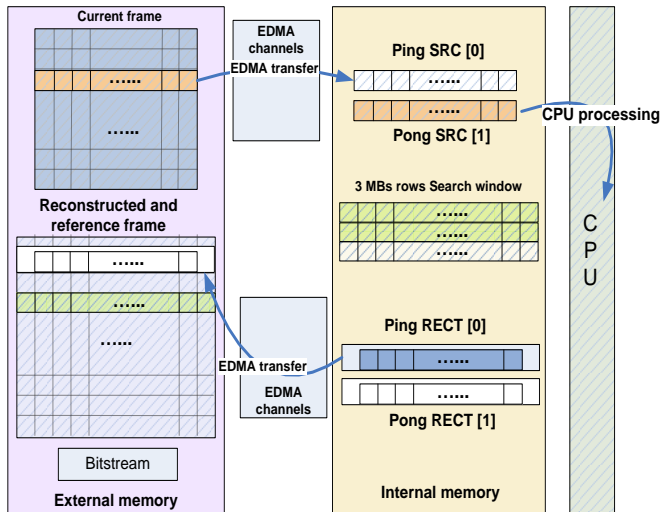 Current frame
......
......
Reconstructed and
reference frame
......
......
......
Bitstream
External memory
EDMA
channels
EDMA transfer
EDMA transfer
EDMA
channels
Ping SRC [0]
......
......
Pong SRC [1]
3 MBs rows Search window
......
......
......
Ping RECT [0]
......
......
Pong RECT [1]
Internal memory
CPU processing
C
P
U